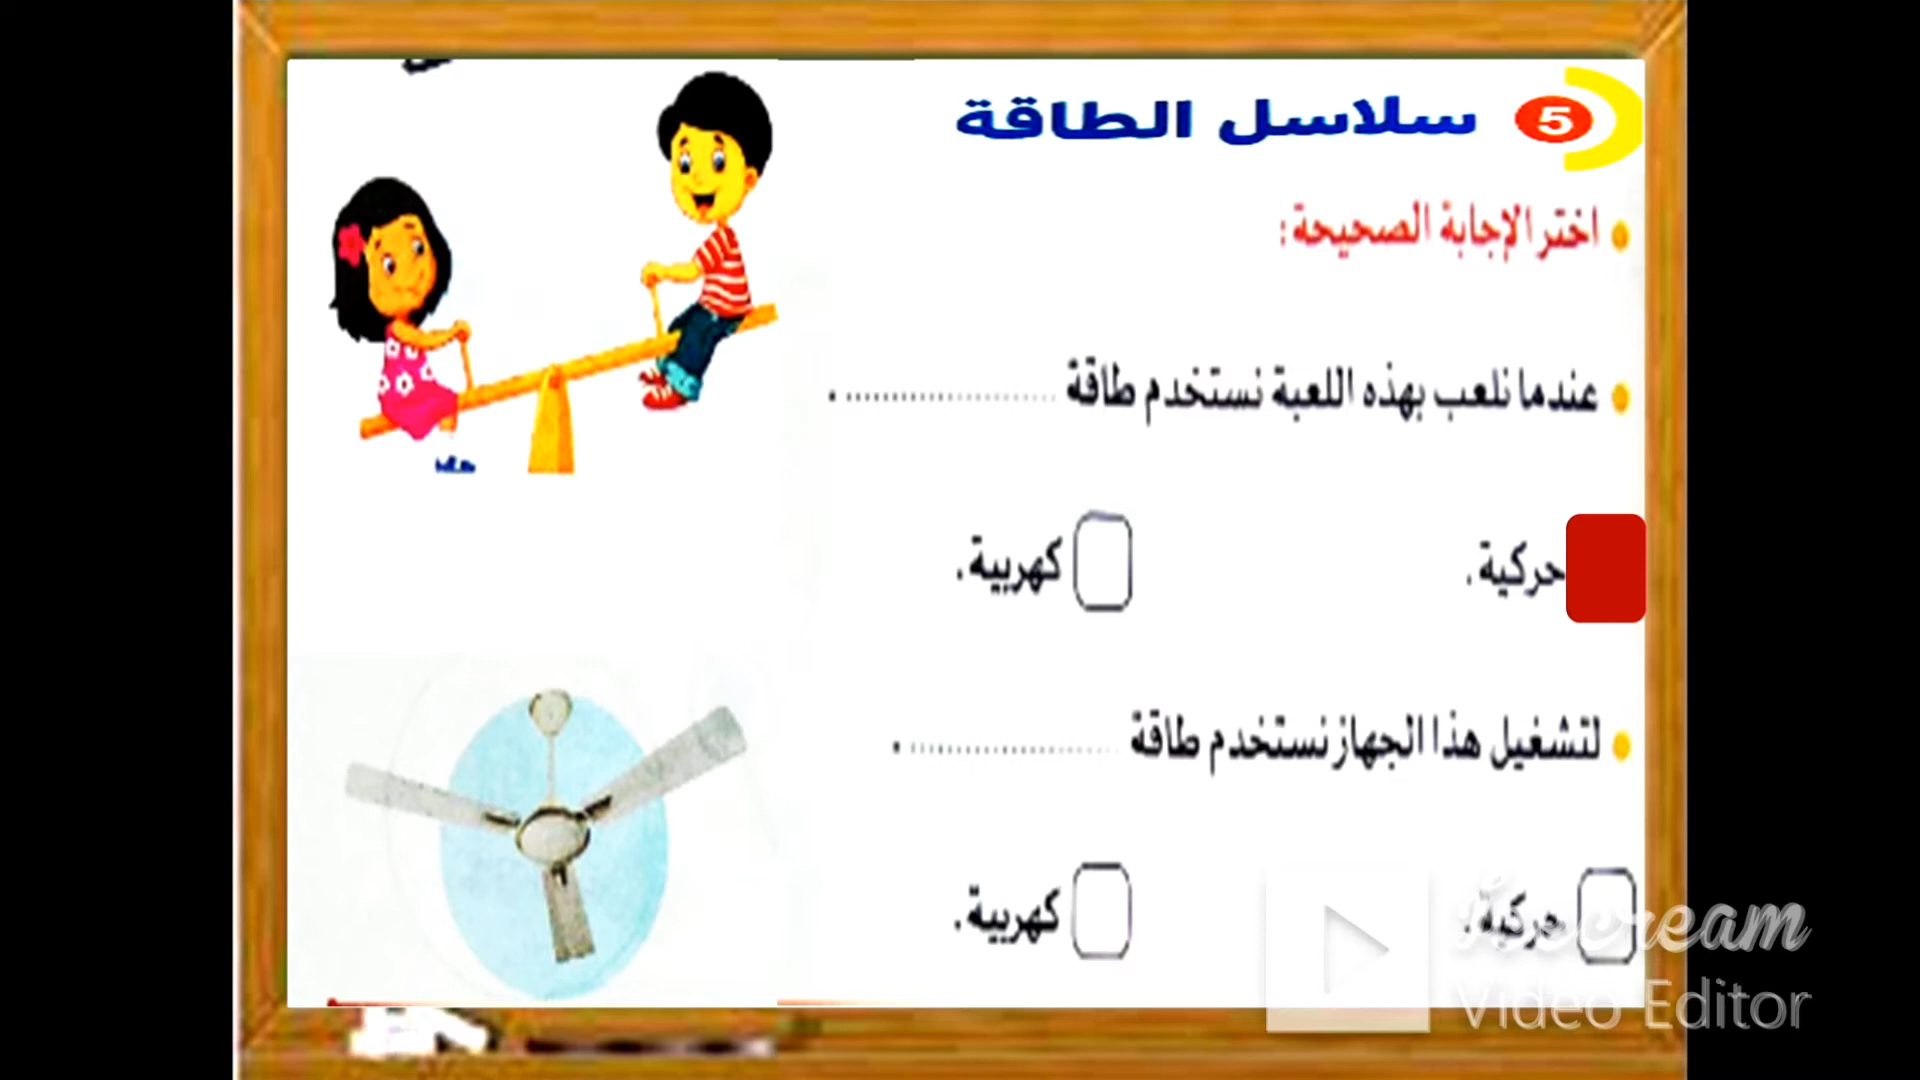 5 سلاسل الطاقة
اختر الإجابة الصحيحة:
عندما نلعب بهذه اللعبة نستخدم طاقة ....................
حركية. كهربية.
لتشغيل هذا الجهاز نستخدم طاقة ....................
حركية. كهربية.
Icecream
Video Editor